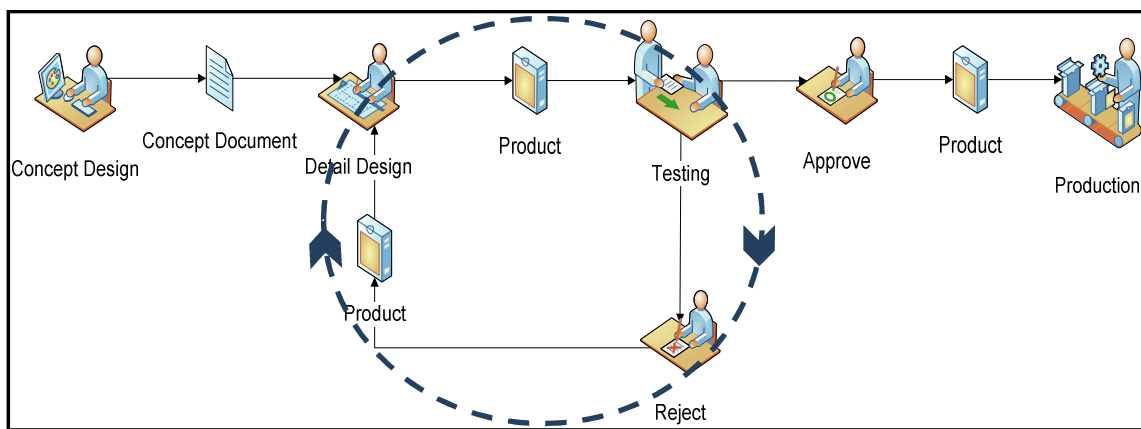 Concept Design
Concept Document
Detail Design
Product
Testing
Approve
Product
Production
Product
Reject